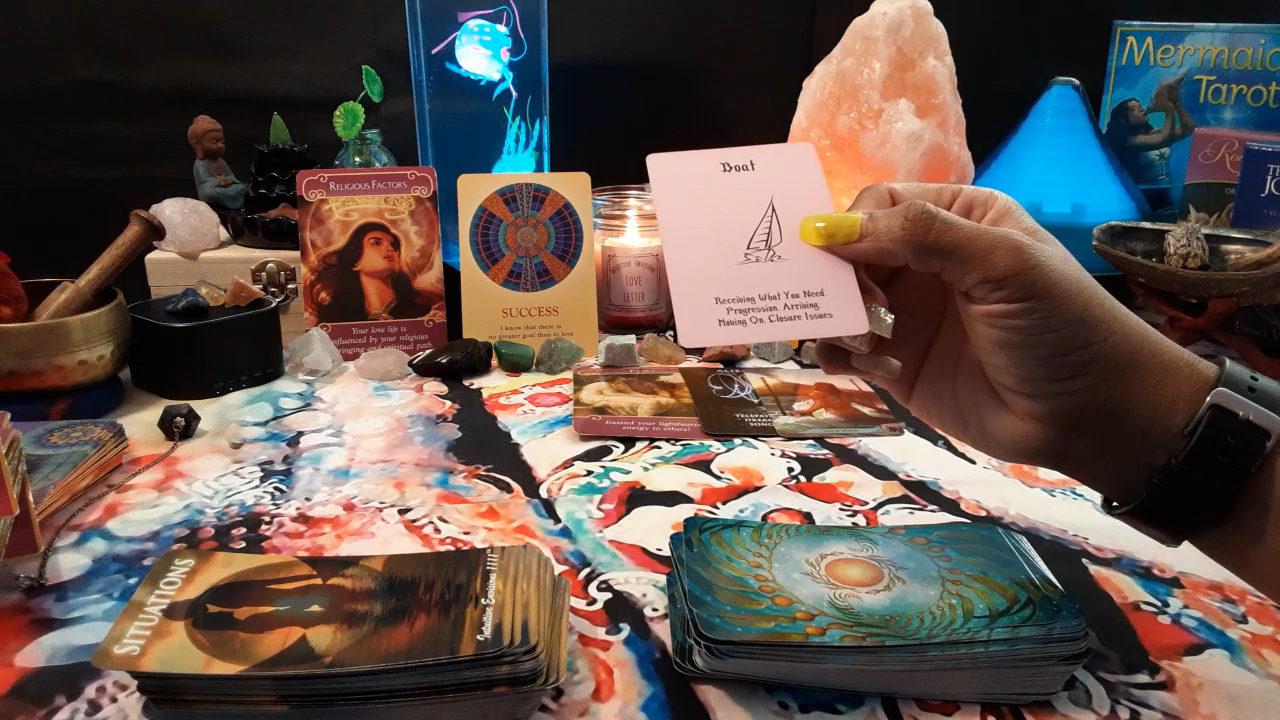 Mermaid
Tarot
Boat
Receiving What You Need,
Progression, Arriving,
Moving On, Closure Issues
RELIGIOUS FACTORS
Your love life is
influenced by your religious
and spiritual path.
SUCCESS
I know that there is
no greater goal than to love
LOVE
LETTER
Extend your lighthearted
energy to others!
SITUATIONS